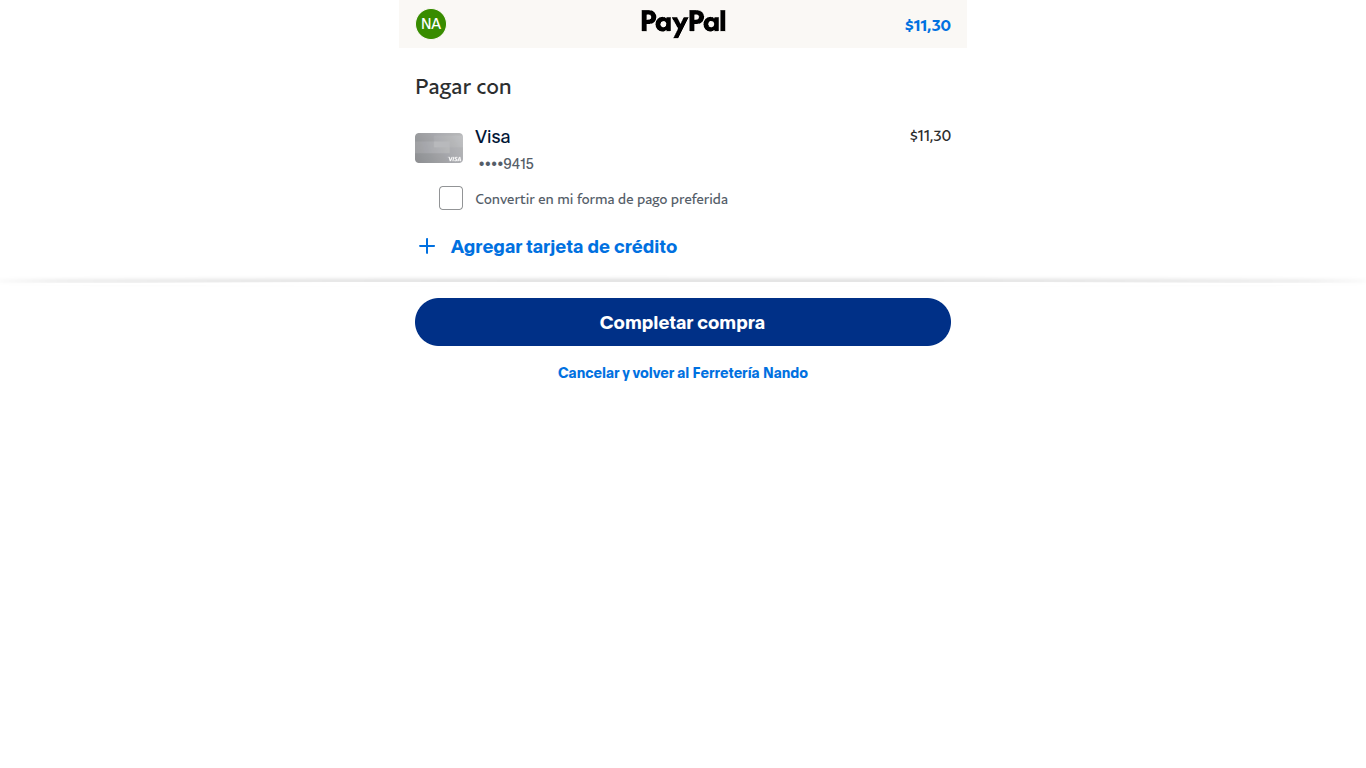 NA
PayPal
$11,30
Pagar con
Visa
$11,30
VISA
••••9415
Convertir en mi forma de pago preferida
+ Agregar tarjeta de crédito
Completar compra
Cancelar y volver al Ferretería Nando